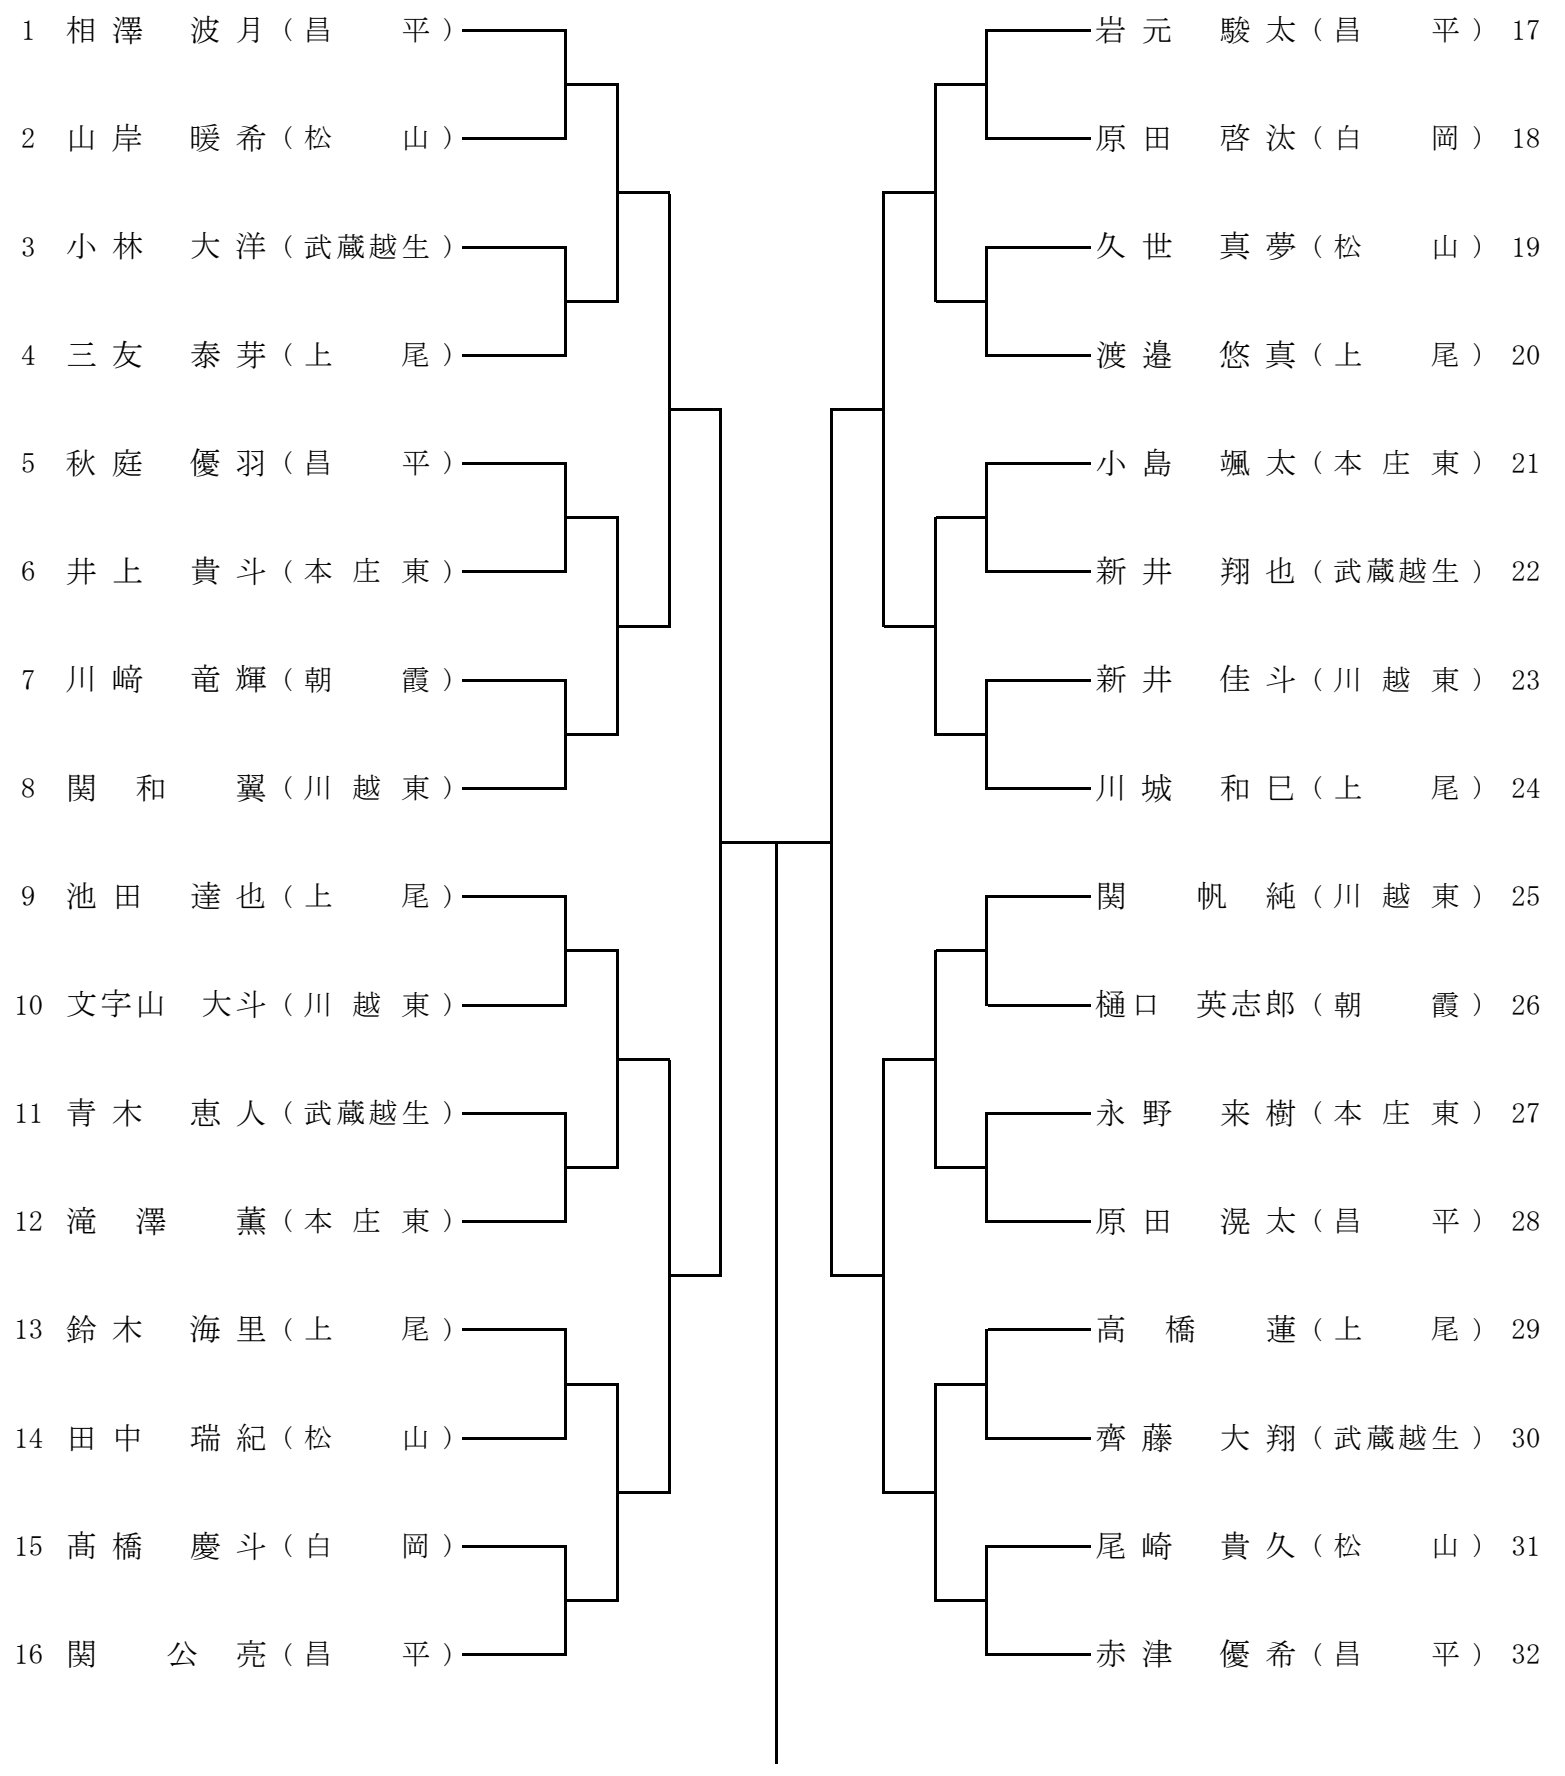 1 相澤 波月(昌平)
2 山岸 暖希(松山)
3 小林 大洋(武蔵越生)
4 三友 泰芽(上尾)
5 秋庭 優羽(昌平)
6 井上 貴斗(本庄東)
7 川﨑 竜輝(朝霞)
8 関和 翼(川越東)
9 池田 達也(上尾)
10 文字山 大斗(川越東)
11 青木 恵人(武蔵越生)
12 滝澤 薫(本庄東)
13 鈴木 海里(上尾)
14 田中 瑞紀(松山)
15 髙橋 慶斗(白岡)
16 関 公亮(昌平)
岩元 駿太(昌平) 17
原田 啓汰(白岡) 18
久世 真夢(松山) 19
渡邉 悠真(上尾) 20
小島 颯太(本庄東) 21
新井 翔也(武蔵越生) 22
新井 佳斗(川越東) 23
川城 和巳(上尾) 24
関 帆純(川越東) 25
樋口 英志郎(朝霞) 26
永野 来樹(本庄東) 27
原田 滉太(昌平) 28
高橋 蓮(上尾) 29
齊藤 大翔(武蔵越生) 30
尾崎 貴久(松山) 31
赤津 優希(昌平) 32